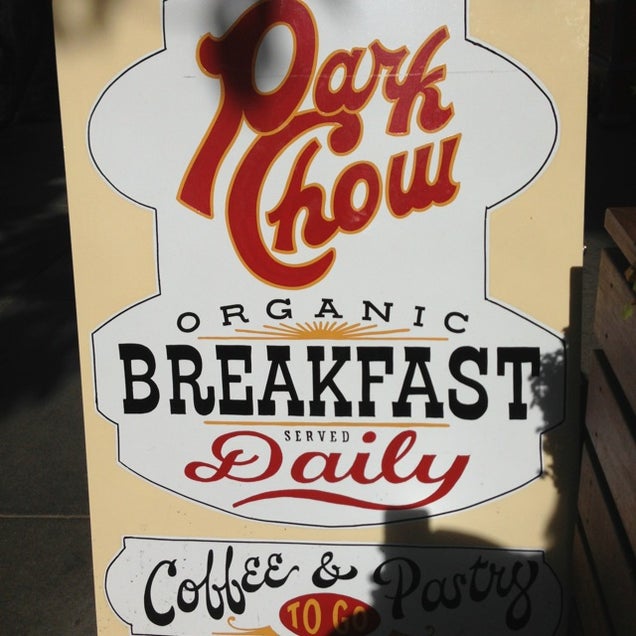 Park
Chow
ORGANIC
BREAKFAST
SERVED
Daily
Coffee & Pastry
TO GO